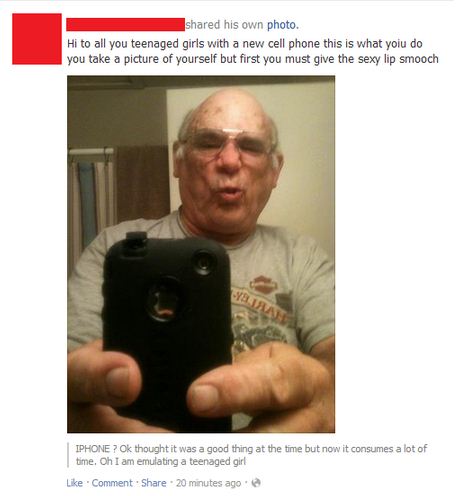 shared his own photo.
Hi to all you teenaged girls with a new cell phone this is what yoiu do
you take a picture of yourself but first you must give the sexy lip smooch
HARLEY
IPHONE ? Ok thought it was a good thing at the time but now it consumes a lot of
time. Oh I am emulating a teenaged girl
Like · Comment · Share · 20 minutes ago ·